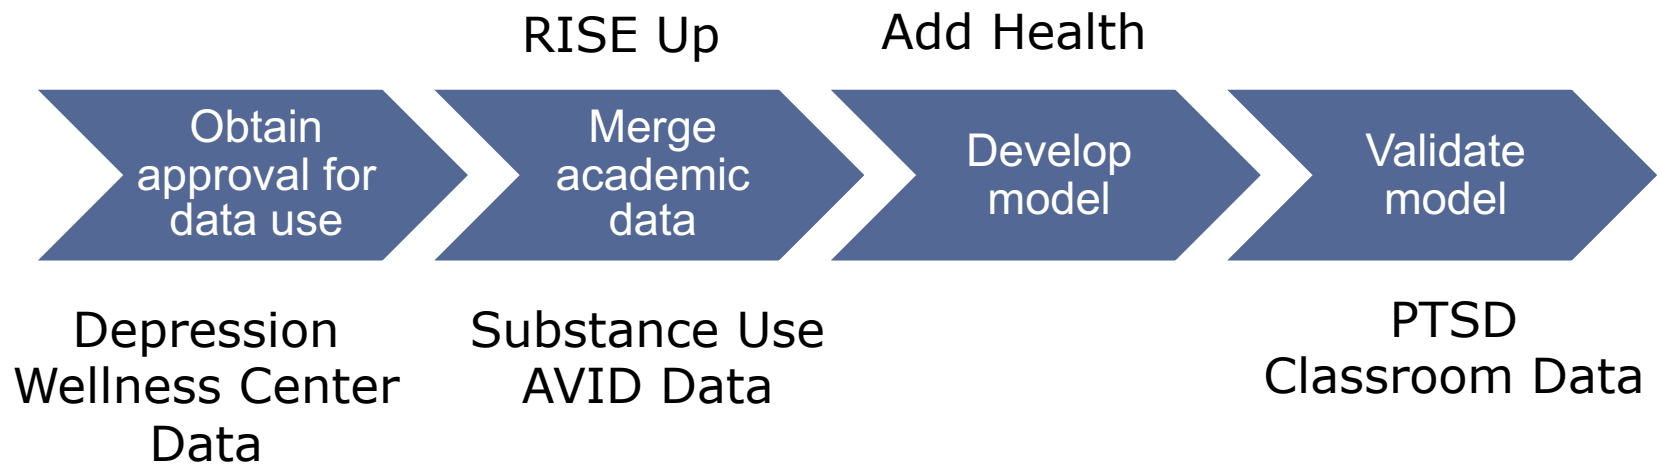 RISE Up
Add Health
Obtain
approval for
data use
Merge
academic
data
Develop
model
Validate
model
Depression
Wellness Center
Data
Substance Use
AVID Data
PTSD
Classroom Data